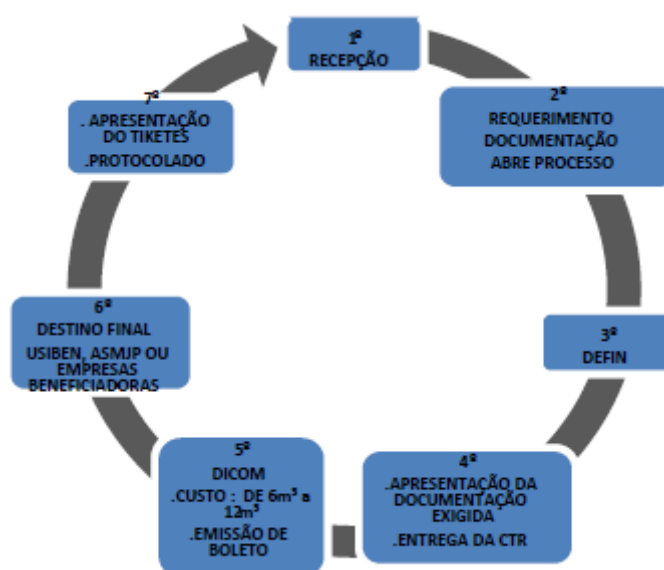 1ª
RECEPÇÃO
2ª
REQUERIMENTO
DOCUMENTAÇÃO
ABRE PROCESSO
3ª
DEFIN
4ª
.APRESENTAÇÃO DA
DOCUMENTAÇÃO
EXIGIDA
.ENTREGA DA CTR
5ª
DICOM
.CUSTO : DE 6m³ a
12m³
.EMISSÃO DE
BOLETO
6ª
DESTINO FINAL
USIBEN, ASMJP OU
EMPRESAS
BENEFICIADORAS
7ª
. APRESENTAÇÃO
DO TIKETES
.PROTOCOLADO